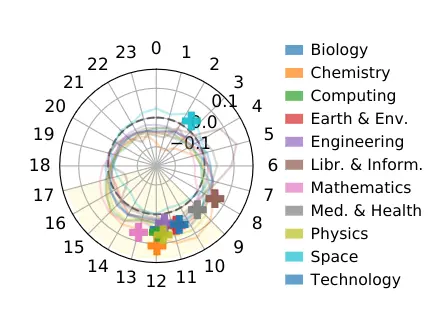 0
23 1
22 2
21 3
20 0.1 4
19 0.0 5
−0.1
18 6
17 7
16 8
15 9
14 10
13 12 11
Biology
Chemistry
Computing
Earth & Env.
Engineering
Libr. & Inform.
Mathematics
Med. & Health
Physics
Space
Technology